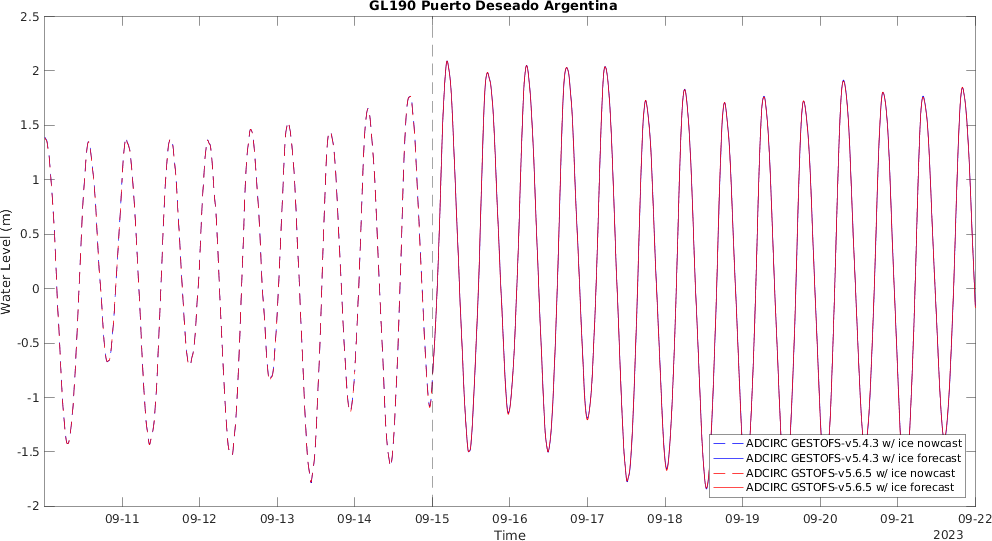 GL190 Puerto Deseado Argentina
2.5
2
1.5
1
0.5
0
-0.5
-1
-1.5
-2
Water Level (m)
ADCIRC GESTOFS-v5.4.3 w/ ice nowcast
ADCIRC GESTOFS-v5.4.3 w/ ice forecast
ADCIRC GSTOFS-v5.6.5 w/ ice nowcast
ADCIRC GSTOFS-v5.6.5 w/ ice forecast
09-11 09-12 09-13 09-14 09-15 09-16 09-17 09-18 09-19 09-20 09-21 09-22
Time
2023